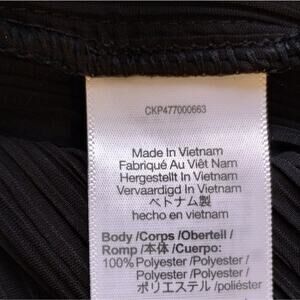 CKP477000663
Made In Vietnam
Fabriqué Au Viêt Nam
Hergestellt In Vietnam
Vervaardigd In Vietnam
ベトナム製
hecho en vietnam
Body /Corps /Oberteil /
Romp /本体 /Cuerpo:
100% Polyester /Polyester
/Polyester /Polyester /
ポリエステル /poliéster